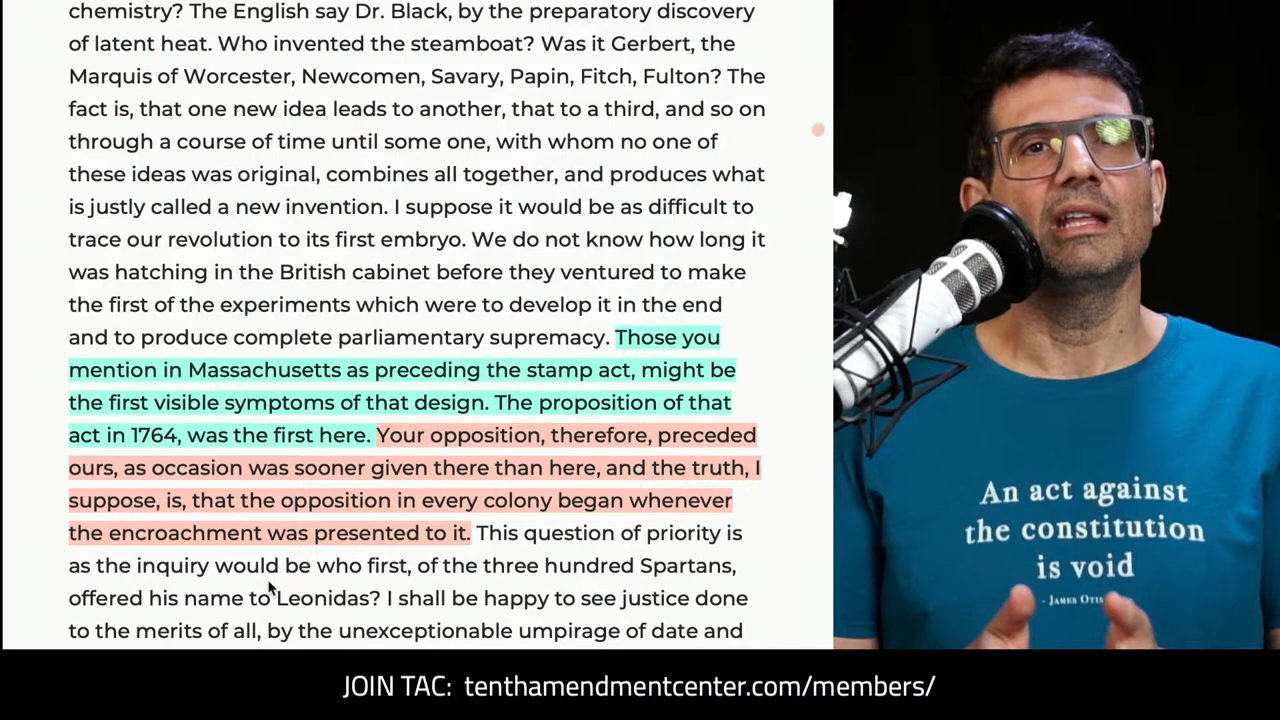 chemistry? The English say Dr. Black, by the preparatory discovery
of latent heat. Who invented the steamboat? Was it Gerbert, the
Marquis of Worcester, Newcomen, Savary, Papin, Fitch, Fulton? The
fact is, that one new idea leads to another, that to a third, and so on
through a course of time until some one, with whom no one of
these ideas was original, combines all together, and produces what
is justly called a new invention. I suppose it would be as difficult to
trace our revolution to its first embryo. We do not know how long it
was hatching in the British cabinet before they ventured to make
the first of the experiments which were to develop it in the end
and to produce complete parliamentary supremacy. Those you
mention in Massachusetts as preceding the stamp act, might be
the first visible symptoms of that design. The proposition of that
act in 1764, was the first here. Your opposition, therefore, preceded
ours, as occasion was sooner given there than here, and the truth, I
suppose, is, that the opposition in every colony began whenever
the encroachment was presented to it. This question of priority is
as the inquiry would be who first, of the three hundred Spartans,
offered his name to Leonidas? I shall be happy to see justice done
to the merits of all, by the unexceptionable umpirage of date and
An act against
the constitution
is void
- James Otis
JOIN TAC: tenthamendmentcenter.com/members/